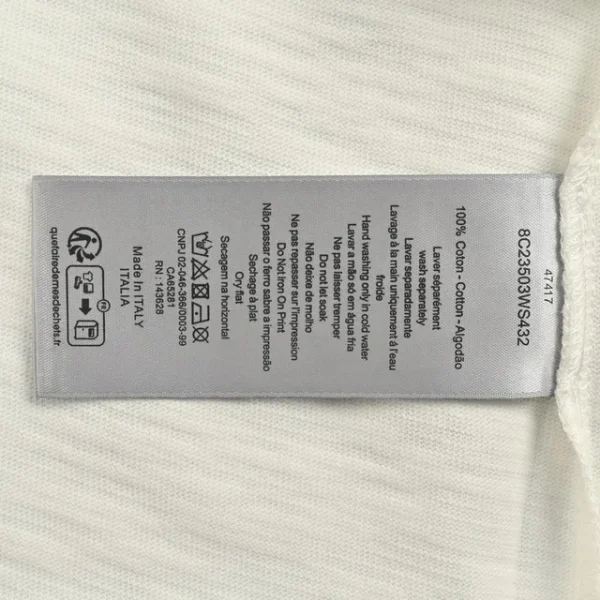 47417
8C23503WS432
100% Coton - Cotton - Algodão
Laver séparément
wash separately
Lavar separadamente
Lavage à la main uniquement à l'eau
froide
Hand washing only in cold water
Lavar a mão só em água fria
Ne pas laisser tremper
Do not let soak
Não deixe de molho
Ne pas repasser sur l'impression
Do Not Iron On Print
Não passar o ferro sabre a impressão
Sechage à plat
Dry flat
Secagem na horizontal
CNPJ 02-046-366/0003-99
CA65281
RN : 143628
Made In ITALY
ITALIA
FR
quefairedemesdechets.fr